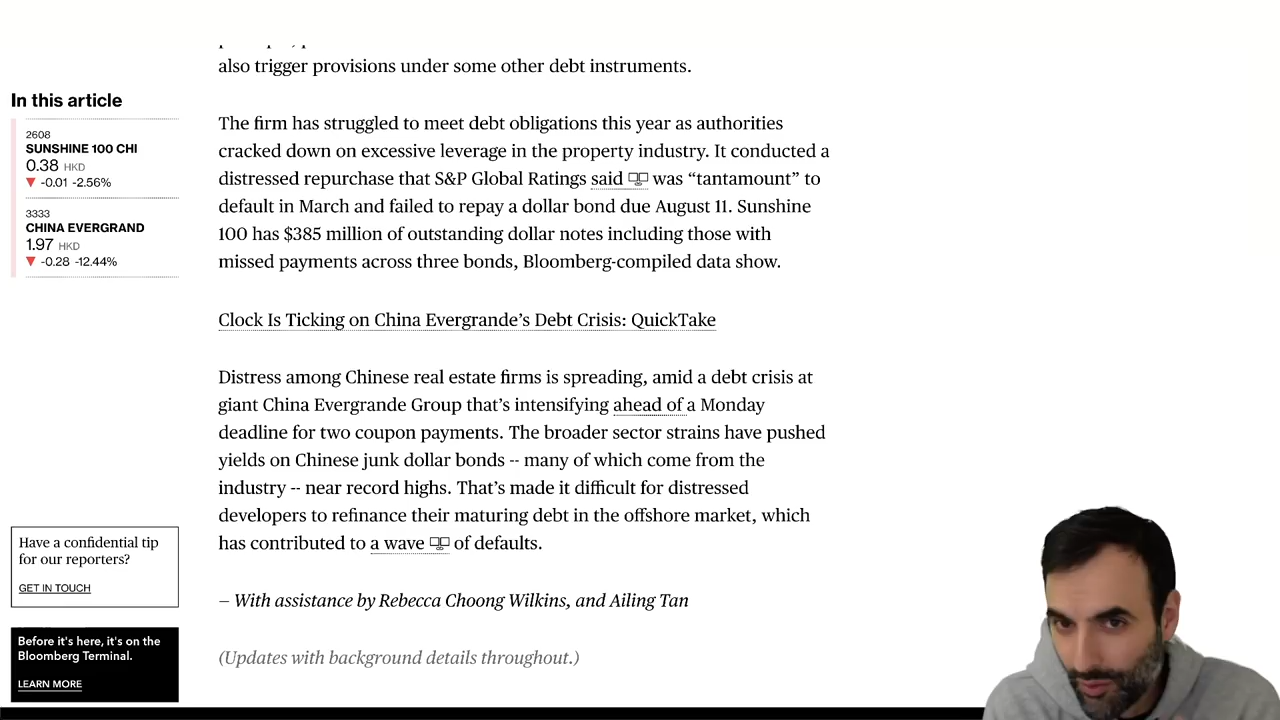 also trigger provisions under some other debt instruments.
In this article
2608
SUNSHINE 100 CHI
0.38 HKD
▼ -0.01 -2.56%
3333
CHINA EVERGRAND
1.97 HKD
▼ -0.28 -12.44%
The firm has struggled to meet debt obligations this year as authorities
cracked down on excessive leverage in the property industry. It conducted a
distressed repurchase that S&P Global Ratings said was “tantamount” to
default in March and failed to repay a dollar bond due August 11. Sunshine
100 has $385 million of outstanding dollar notes including those with
missed payments across three bonds, Bloomberg-compiled data show.
Clock Is Ticking on China Evergrande’s Debt Crisis: QuickTake
Distress among Chinese real estate firms is spreading, amid a debt crisis at
giant China Evergrande Group that’s intensifying ahead of a Monday
deadline for two coupon payments. The broader sector strains have pushed
yields on Chinese junk dollar bonds -- many of which come from the
industry -- near record highs. That’s made it difficult for distressed
developers to refinance their maturing debt in the offshore market, which
has contributed to a wave of defaults.
– With assistance by Rebecca Choong Wilkins, and Ailing Tan
(Updates with background details throughout.)
Have a confidential tip
for our reporters?
GET IN TOUCH
Before it's here, it's on the
Bloomberg Terminal.
LEARN MORE